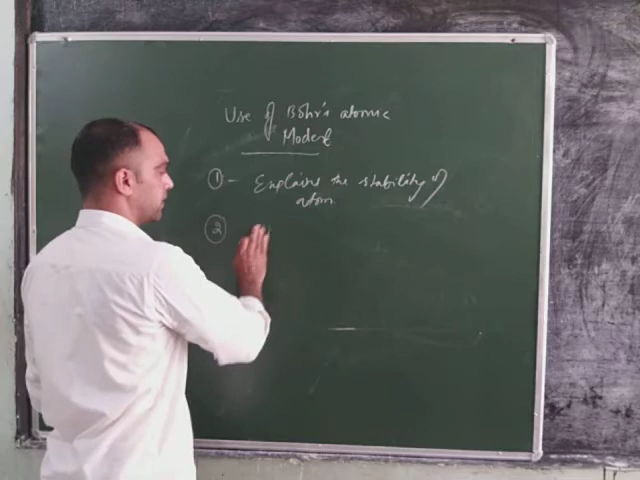 Use of Bohr's atomic
Model
① - Explains the stability of
atom
②